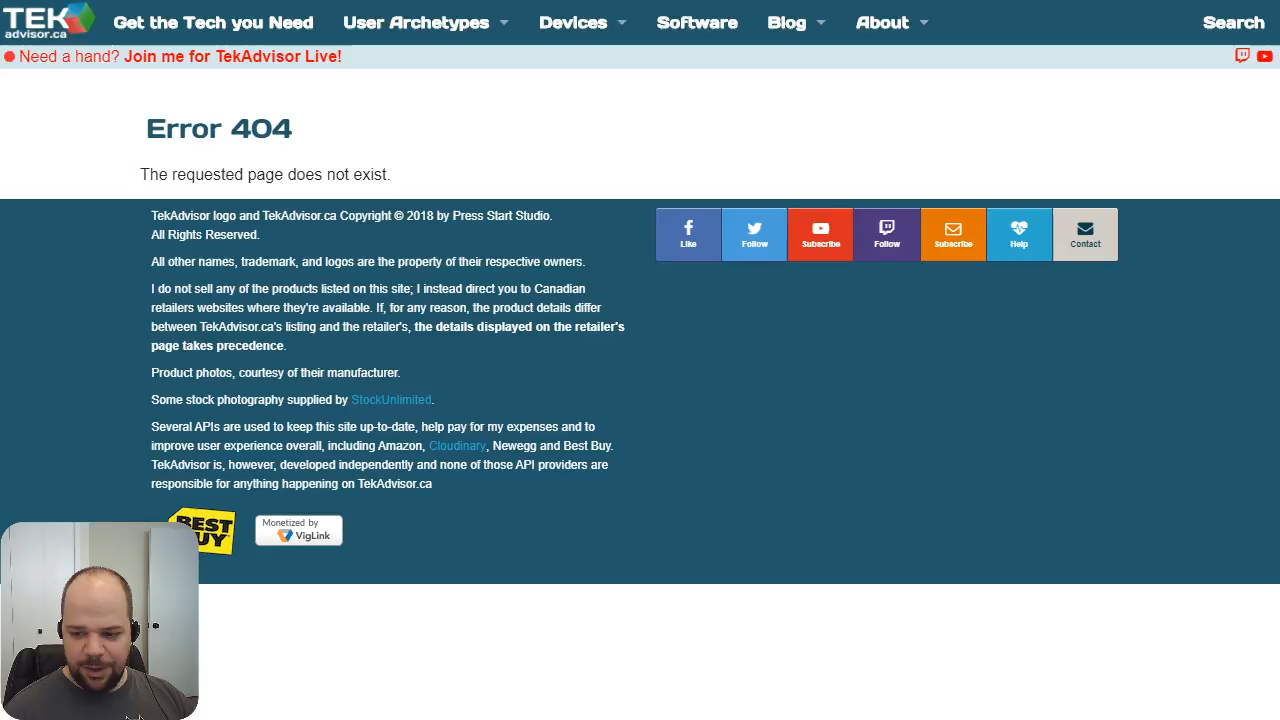 TEK
advisor.ca
Get the Tech you Need
User Archetypes
Devices
Software
Blog
About
Search
Need a hand? Join me for TekAdvisor Live!
Error 404
The requested page does not exist.
TekAdvisor logo and TekAdvisor.ca Copyright © 2018 by Press Start Studio.
All Rights Reserved.
All other names, trademark, and logos are the property of their respective owners.
I do not sell any of the products listed on this site; I instead direct you to Canadian
retailers websites where they're available. If, for any reason, the product details differ
between TekAdvisor.ca's listing and the retailer's, the details displayed on the retailer's
page takes precedence.
Product photos, courtesy of their manufacturer.
Some stock photography supplied by StockUnlimited.
Several APIs are used to keep this site up-to-date, help pay for my expenses and to
improve user experience overall, including Amazon, Cloudinary, Newegg and Best Buy.
TekAdvisor is, however, developed independently and none of those API providers are
responsible for anything happening on TekAdvisor.ca
Like
Follow
Subscribe
Follow
Subscribe
Help
Contact
BEST
BUY
Monetized by
VigLink